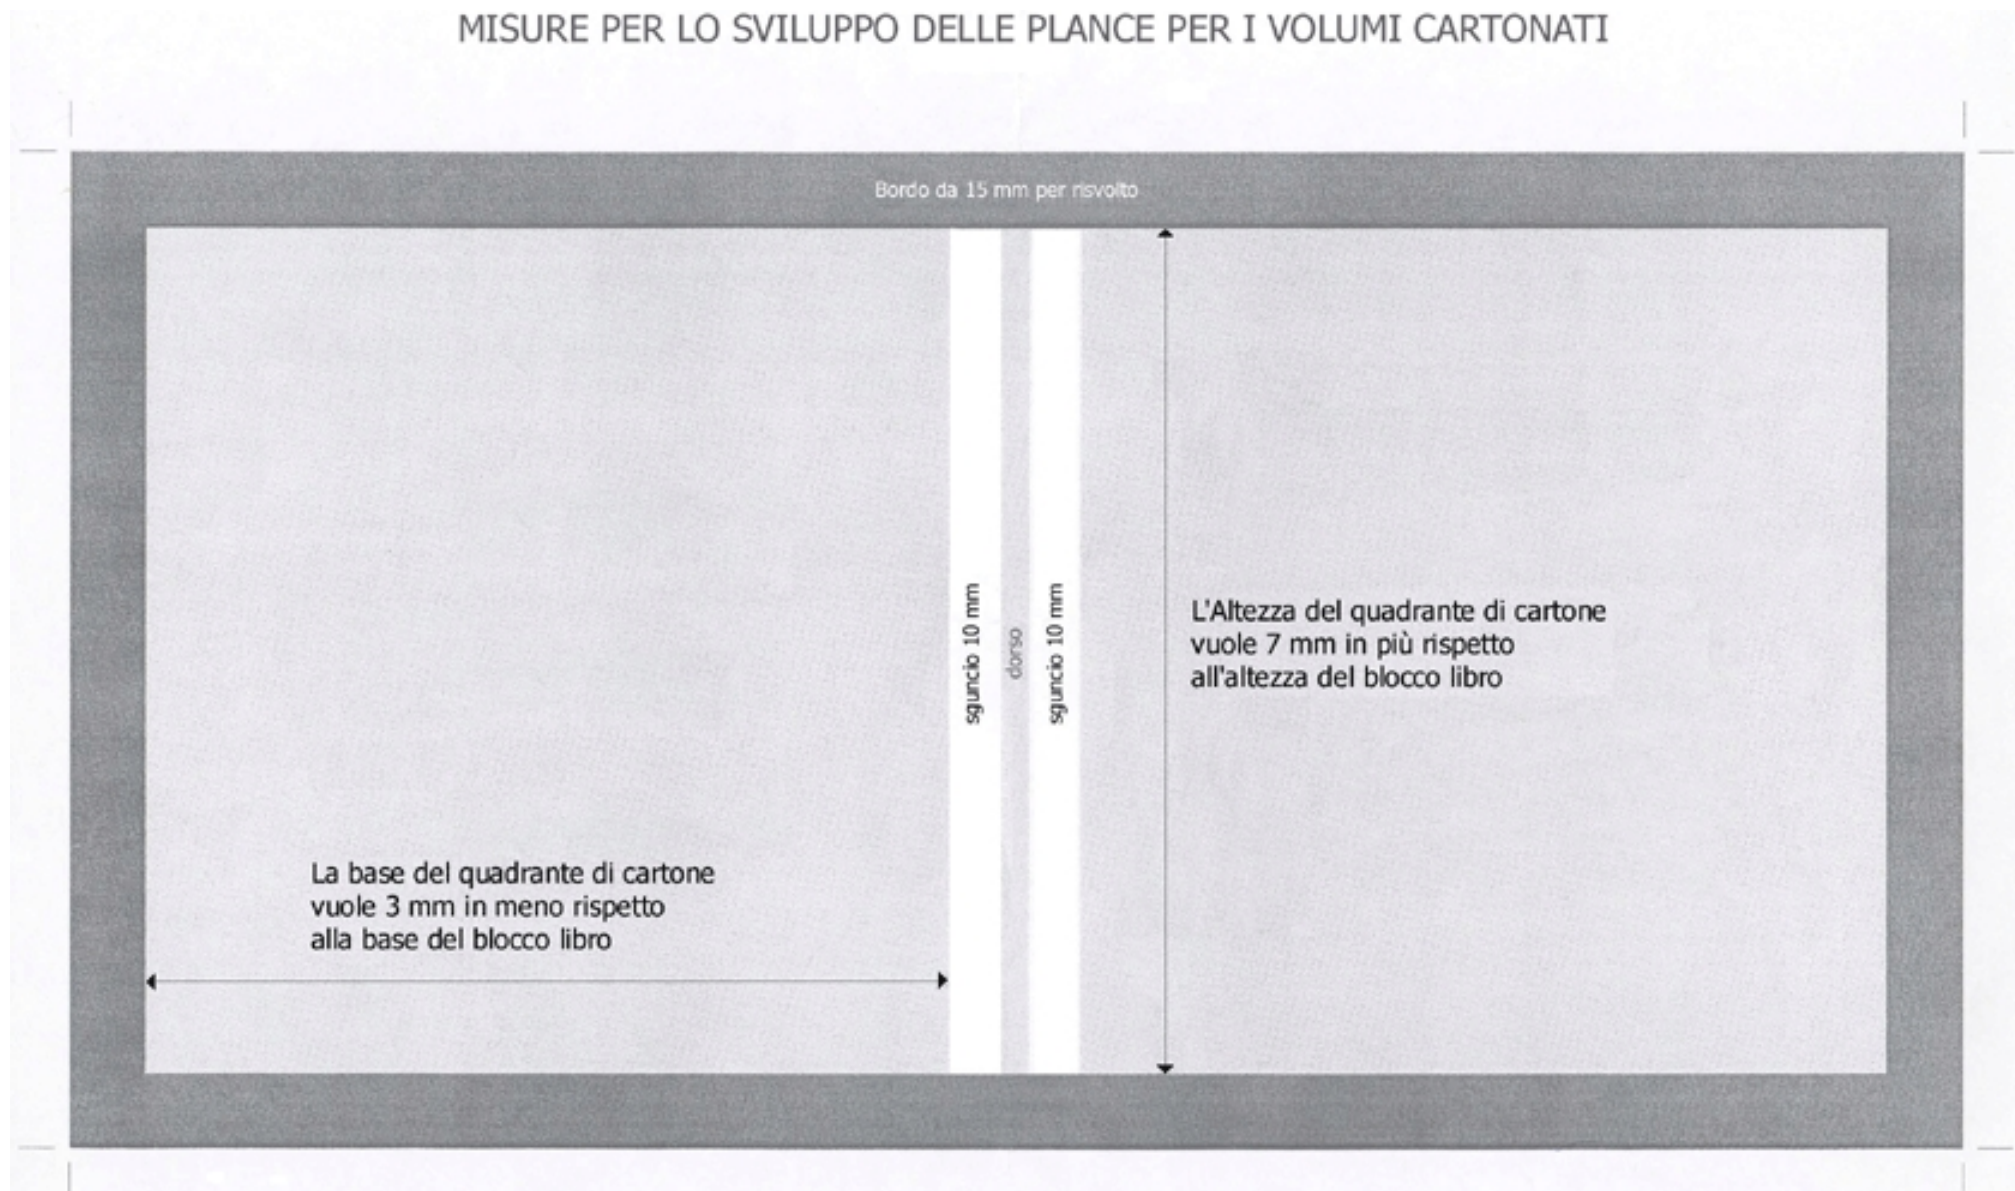 MISURE PER LO SVILUPPO DELLE PLANCE PER I VOLUMI CARTONATI
Bordo da 15 mm per risvolto
sguncio 10 mm
dorso
sguncio 10 mm
L'Altezza del quadrante di cartone
vuole 7 mm in più rispetto
all'altezza del blocco libro
La base del quadrante di cartone
vuole 3 mm in meno rispetto
alla base del blocco libro